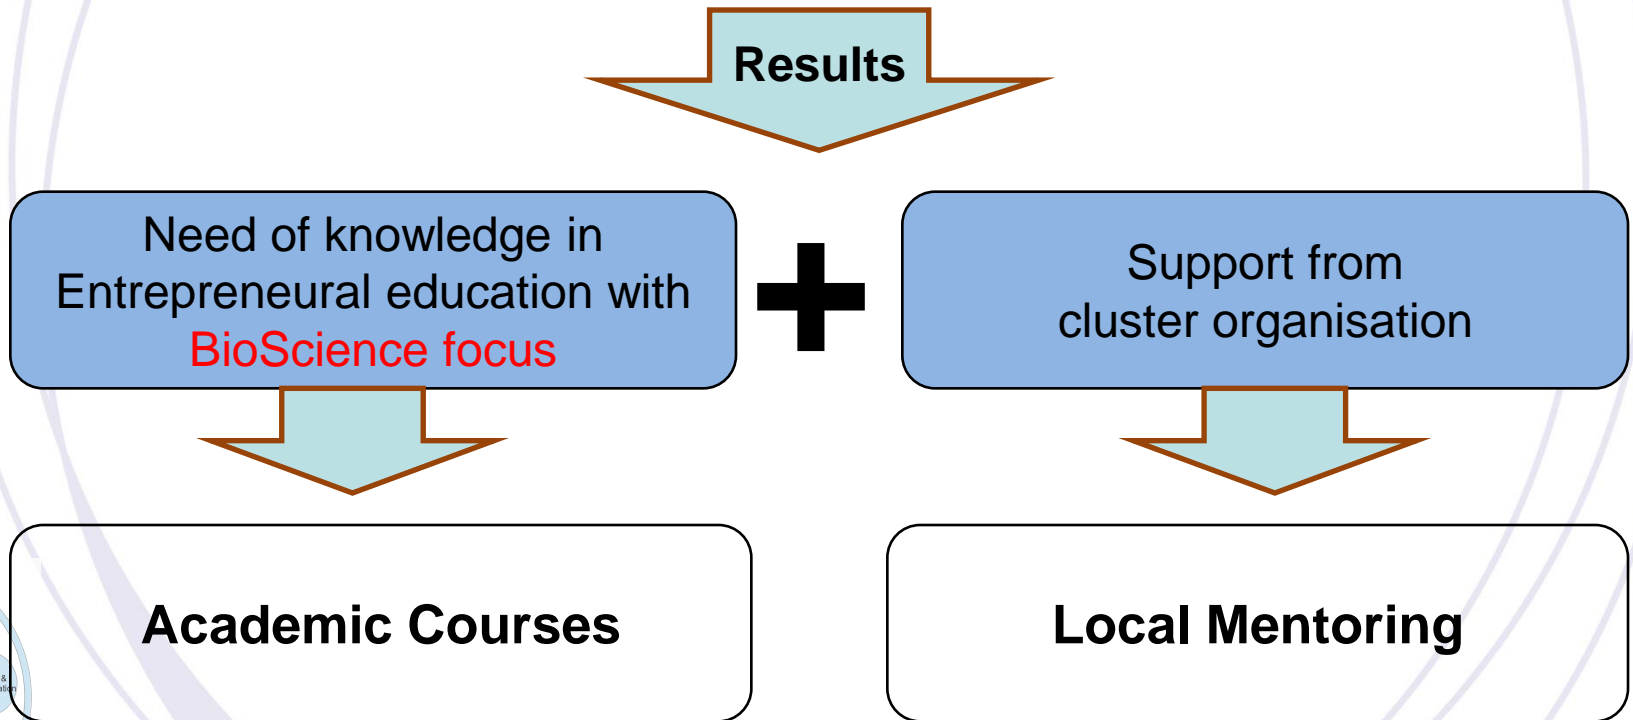 Results
Need of knowledge in
Entrepreneural education with
BioScience focus
+
Support from
cluster organisation
Academic Courses
Local Mentoring
&